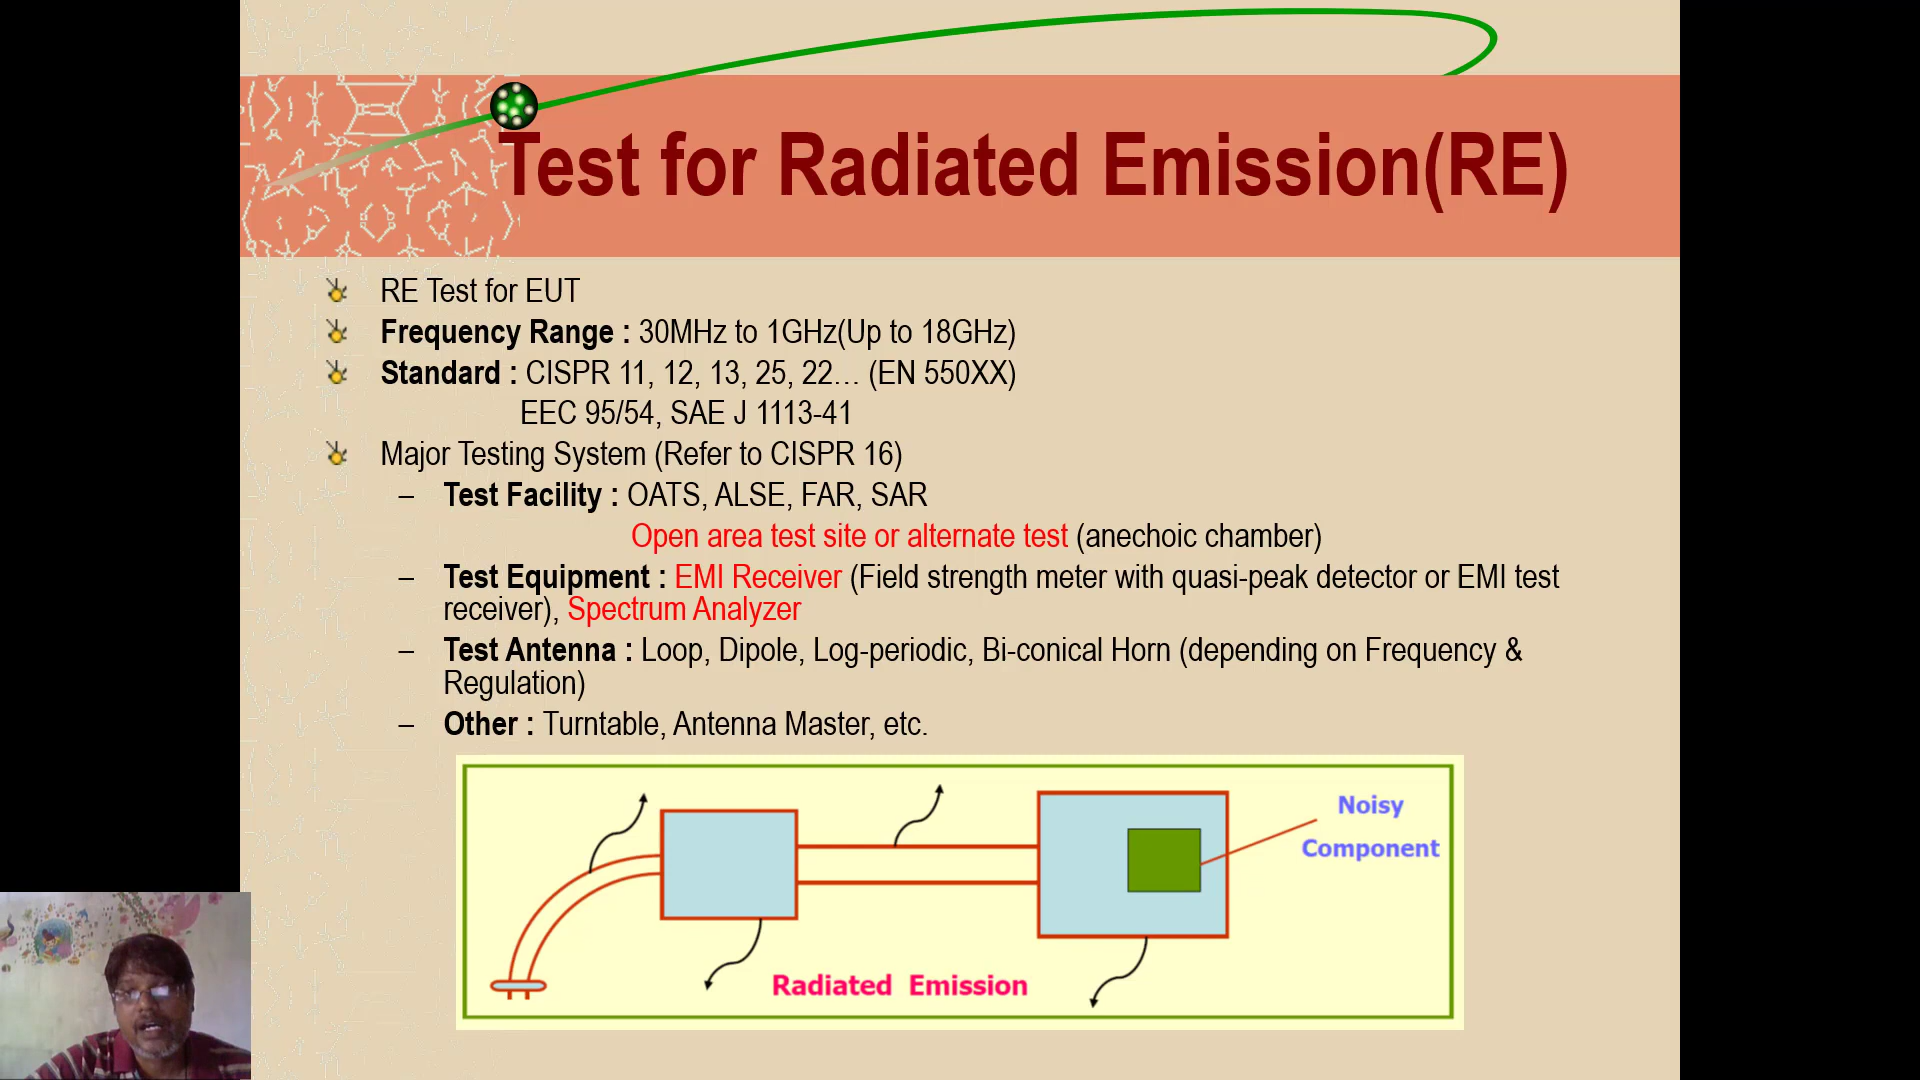 Test for Radiated Emission(RE)
RE Test for EUT
Frequency Range : 30MHz to 1GHz(Up to 18GHz)
Standard : CISPR 11, 12, 13, 25, 22… (EN 550XX)
EEC 95/54, SAE J 1113-41
Major Testing System (Refer to CISPR 16)
– Test Facility : OATS, ALSE, FAR, SAR
Open area test site or alternate test (anechoic chamber)
– Test Equipment : EMI Receiver (Field strength meter with quasi-peak detector or EMI test
receiver), Spectrum Analyzer
– Test Antenna : Loop, Dipole, Log-periodic, Bi-conical Horn (depending on Frequency &
Regulation)
– Other : Turntable, Antenna Master, etc.
Noisy
Component
Radiated Emission